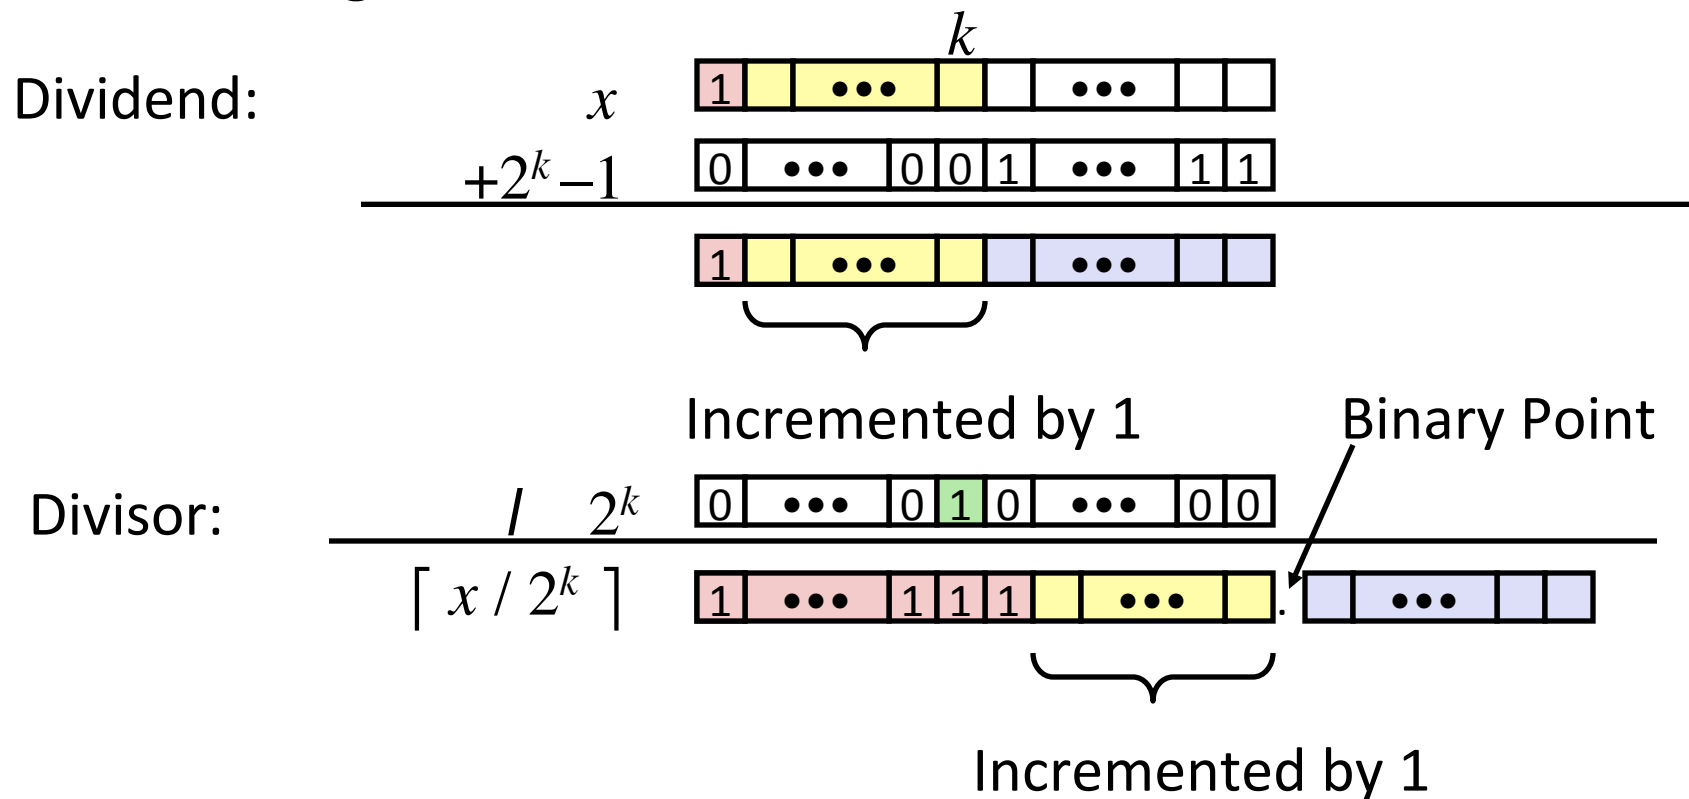 k
Dividend: x 1 ••• •••
+2^k –1 0 ••• 0 0 1 ••• 1 1
1 ••• •••
Incremented by 1 Binary Point
Divisor: / 2^k 0 ••• 0 1 0 ••• 0 0
⌈ x / 2^k ⌉ 1 ••• 1 1 1 ••• . •••
Incremented by 1